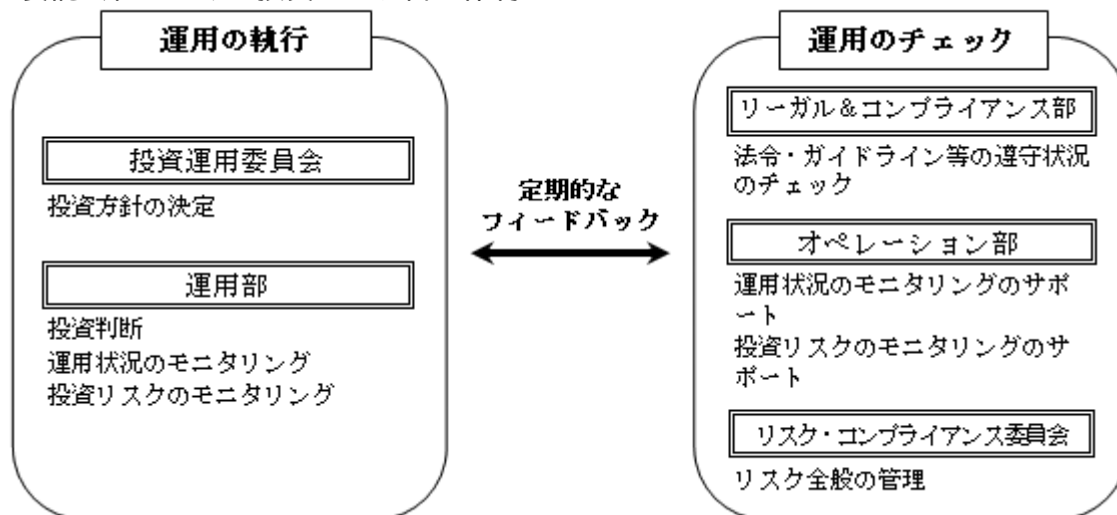 運用の執行
投資運用委員会
投資方針の決定
運用部
投資判断
運用状況のモニタリング
投資リスクのモニタリング
定期的な
フィードバック
運用のチェック
リーガル&コンプライアンス部
法令・ガイドライン等の遵守状況
のチェック
オペレーション部
運用状況のモニタリングのサポ
ート
投資リスクのモニタリングのサ
ポート
リスク・コンプライアンス委員会
リスク全般の管理